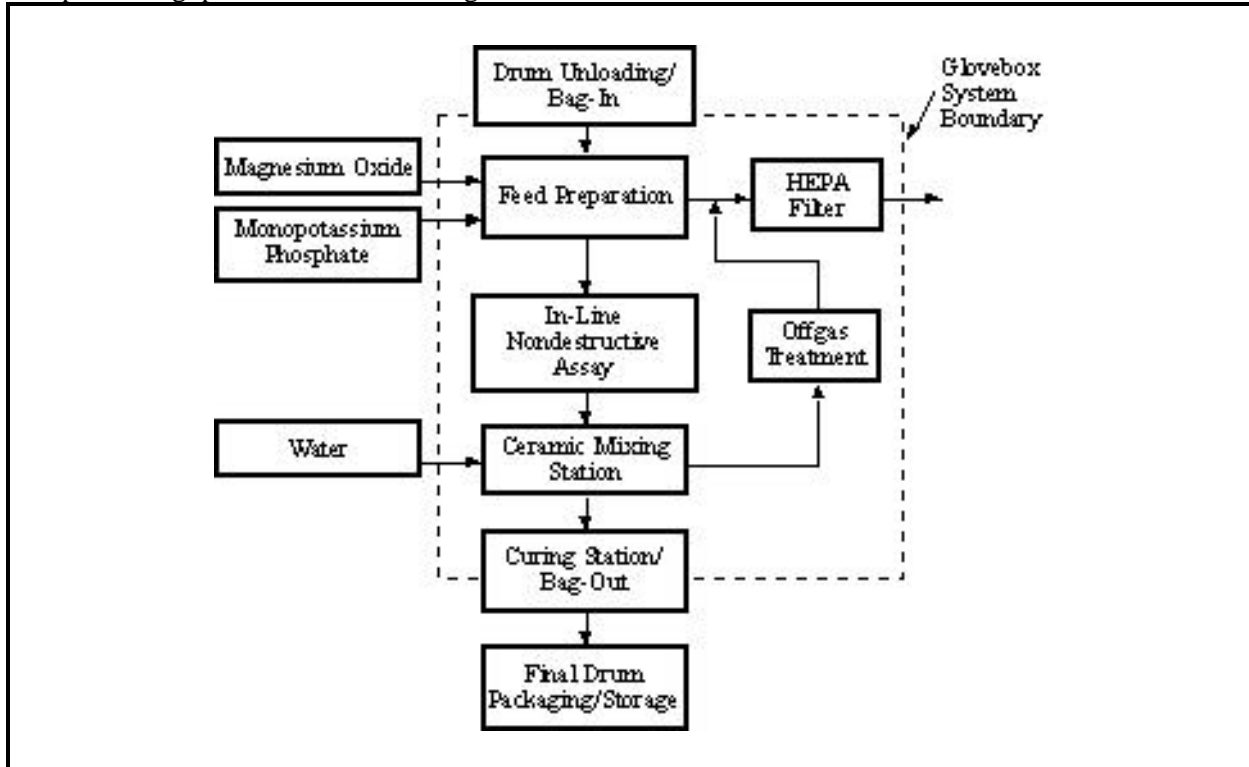 Drum Unloading/
Bag-In
Glovebox
System
Boundary
Magnesium Oxide
Feed Preparation
HEPA
Filter
Monopotassium
Phosphate
In-Line
Nondestructive
Assay
Offgas
Treatment
Water
Ceramic Mixing
Station
Curing Station/
Bag-Out
Final Drum
Packaging/Storage